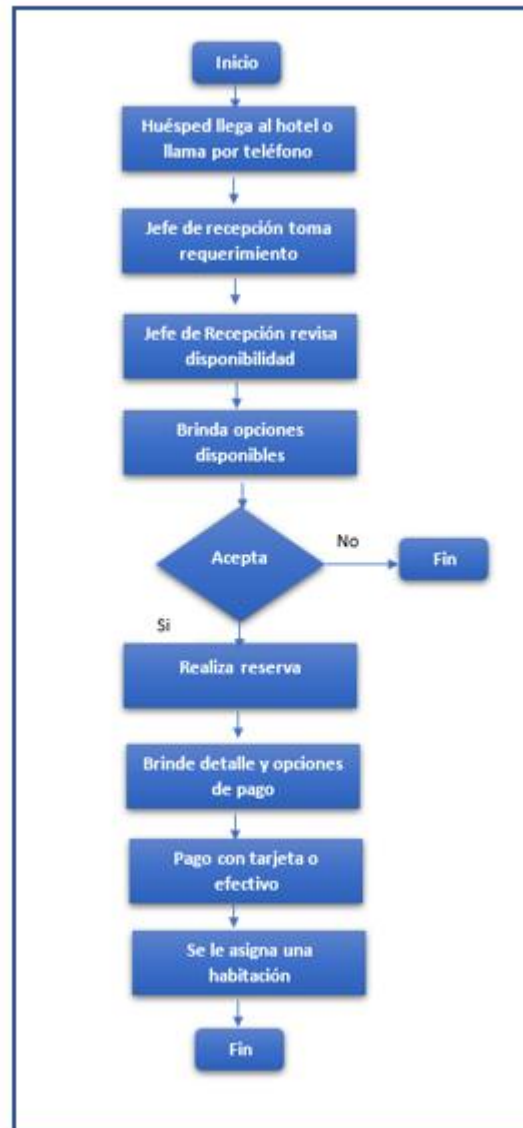 Inicio
Huésped llega al hotel o
llama por teléfono
Jefe de recepción toma
requerimiento
Jefe de Recepción revisa
disponibilidad
Brinda opciones
disponibles
Acepta
No
Fin
Si
Realiza reserva
Brinde detalle y opciones
de pago
Pago con tarjeta o
efectivo
Se le asigna una
habitación
Fin